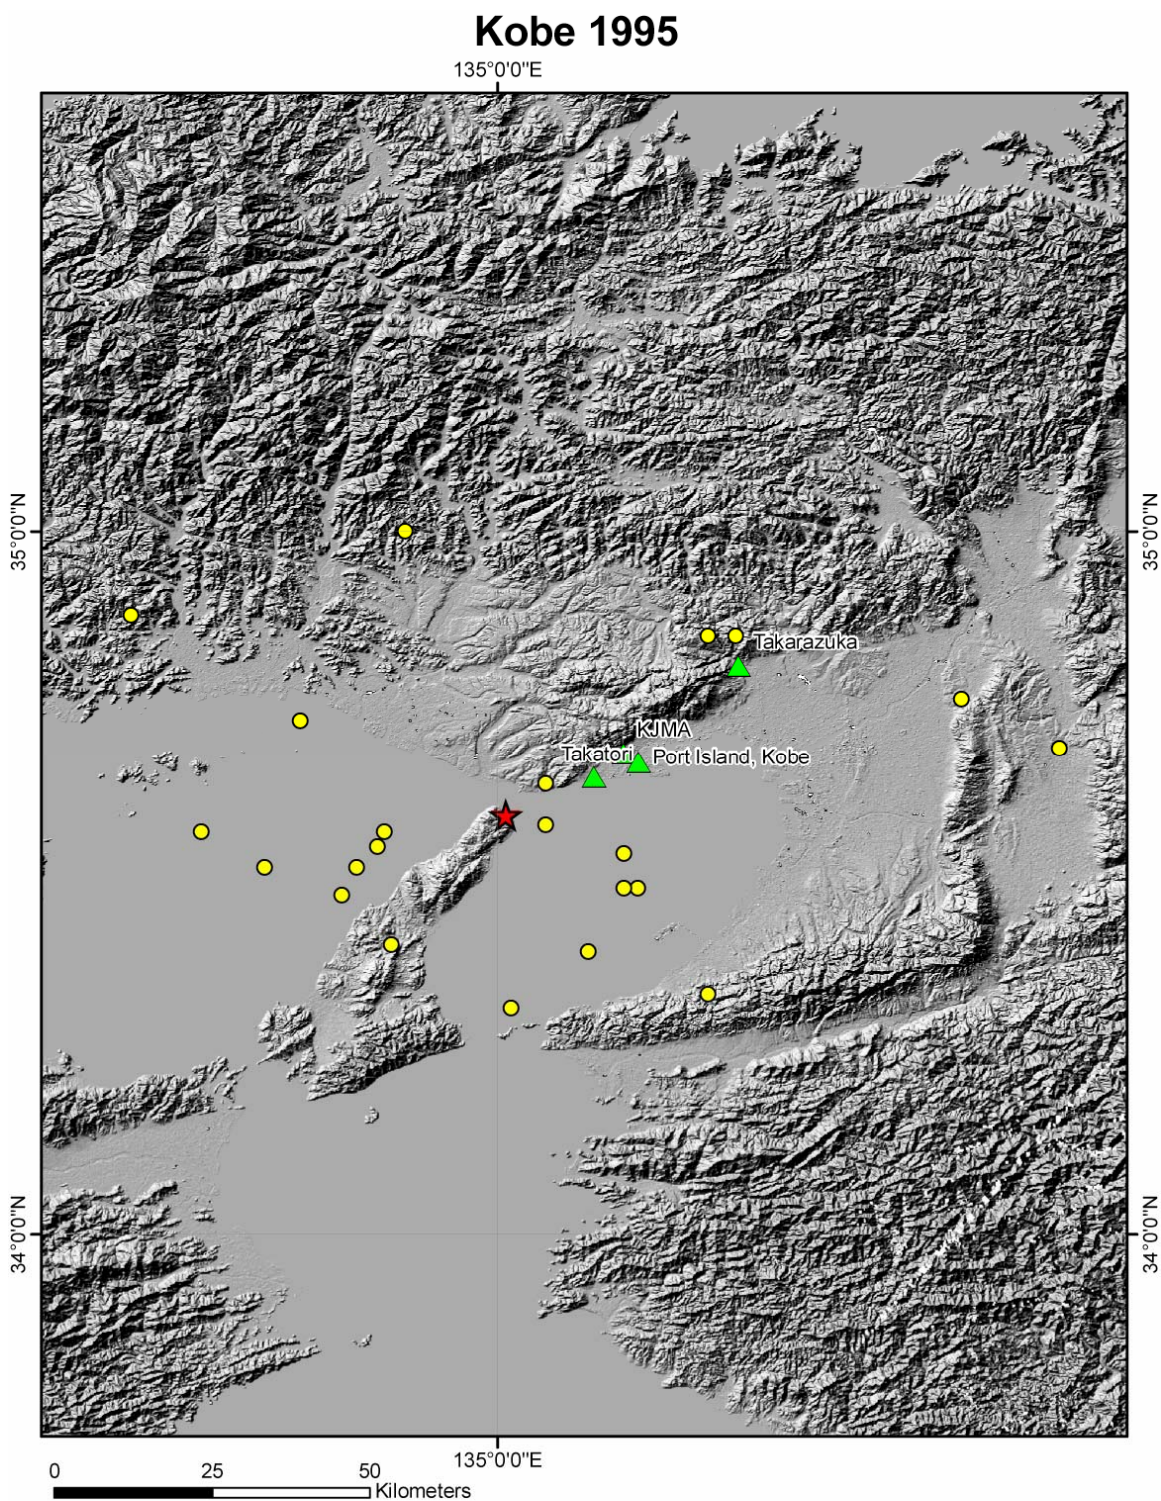 Kobe 1995
135°0'0"E
35°0'0"N
35°0'0"N
Takarazuka
KJMA
Takatori
Port Island, Kobe
34°0'0"N
34°0'0"N
135°0'0"E
0 25 50
Kilometers